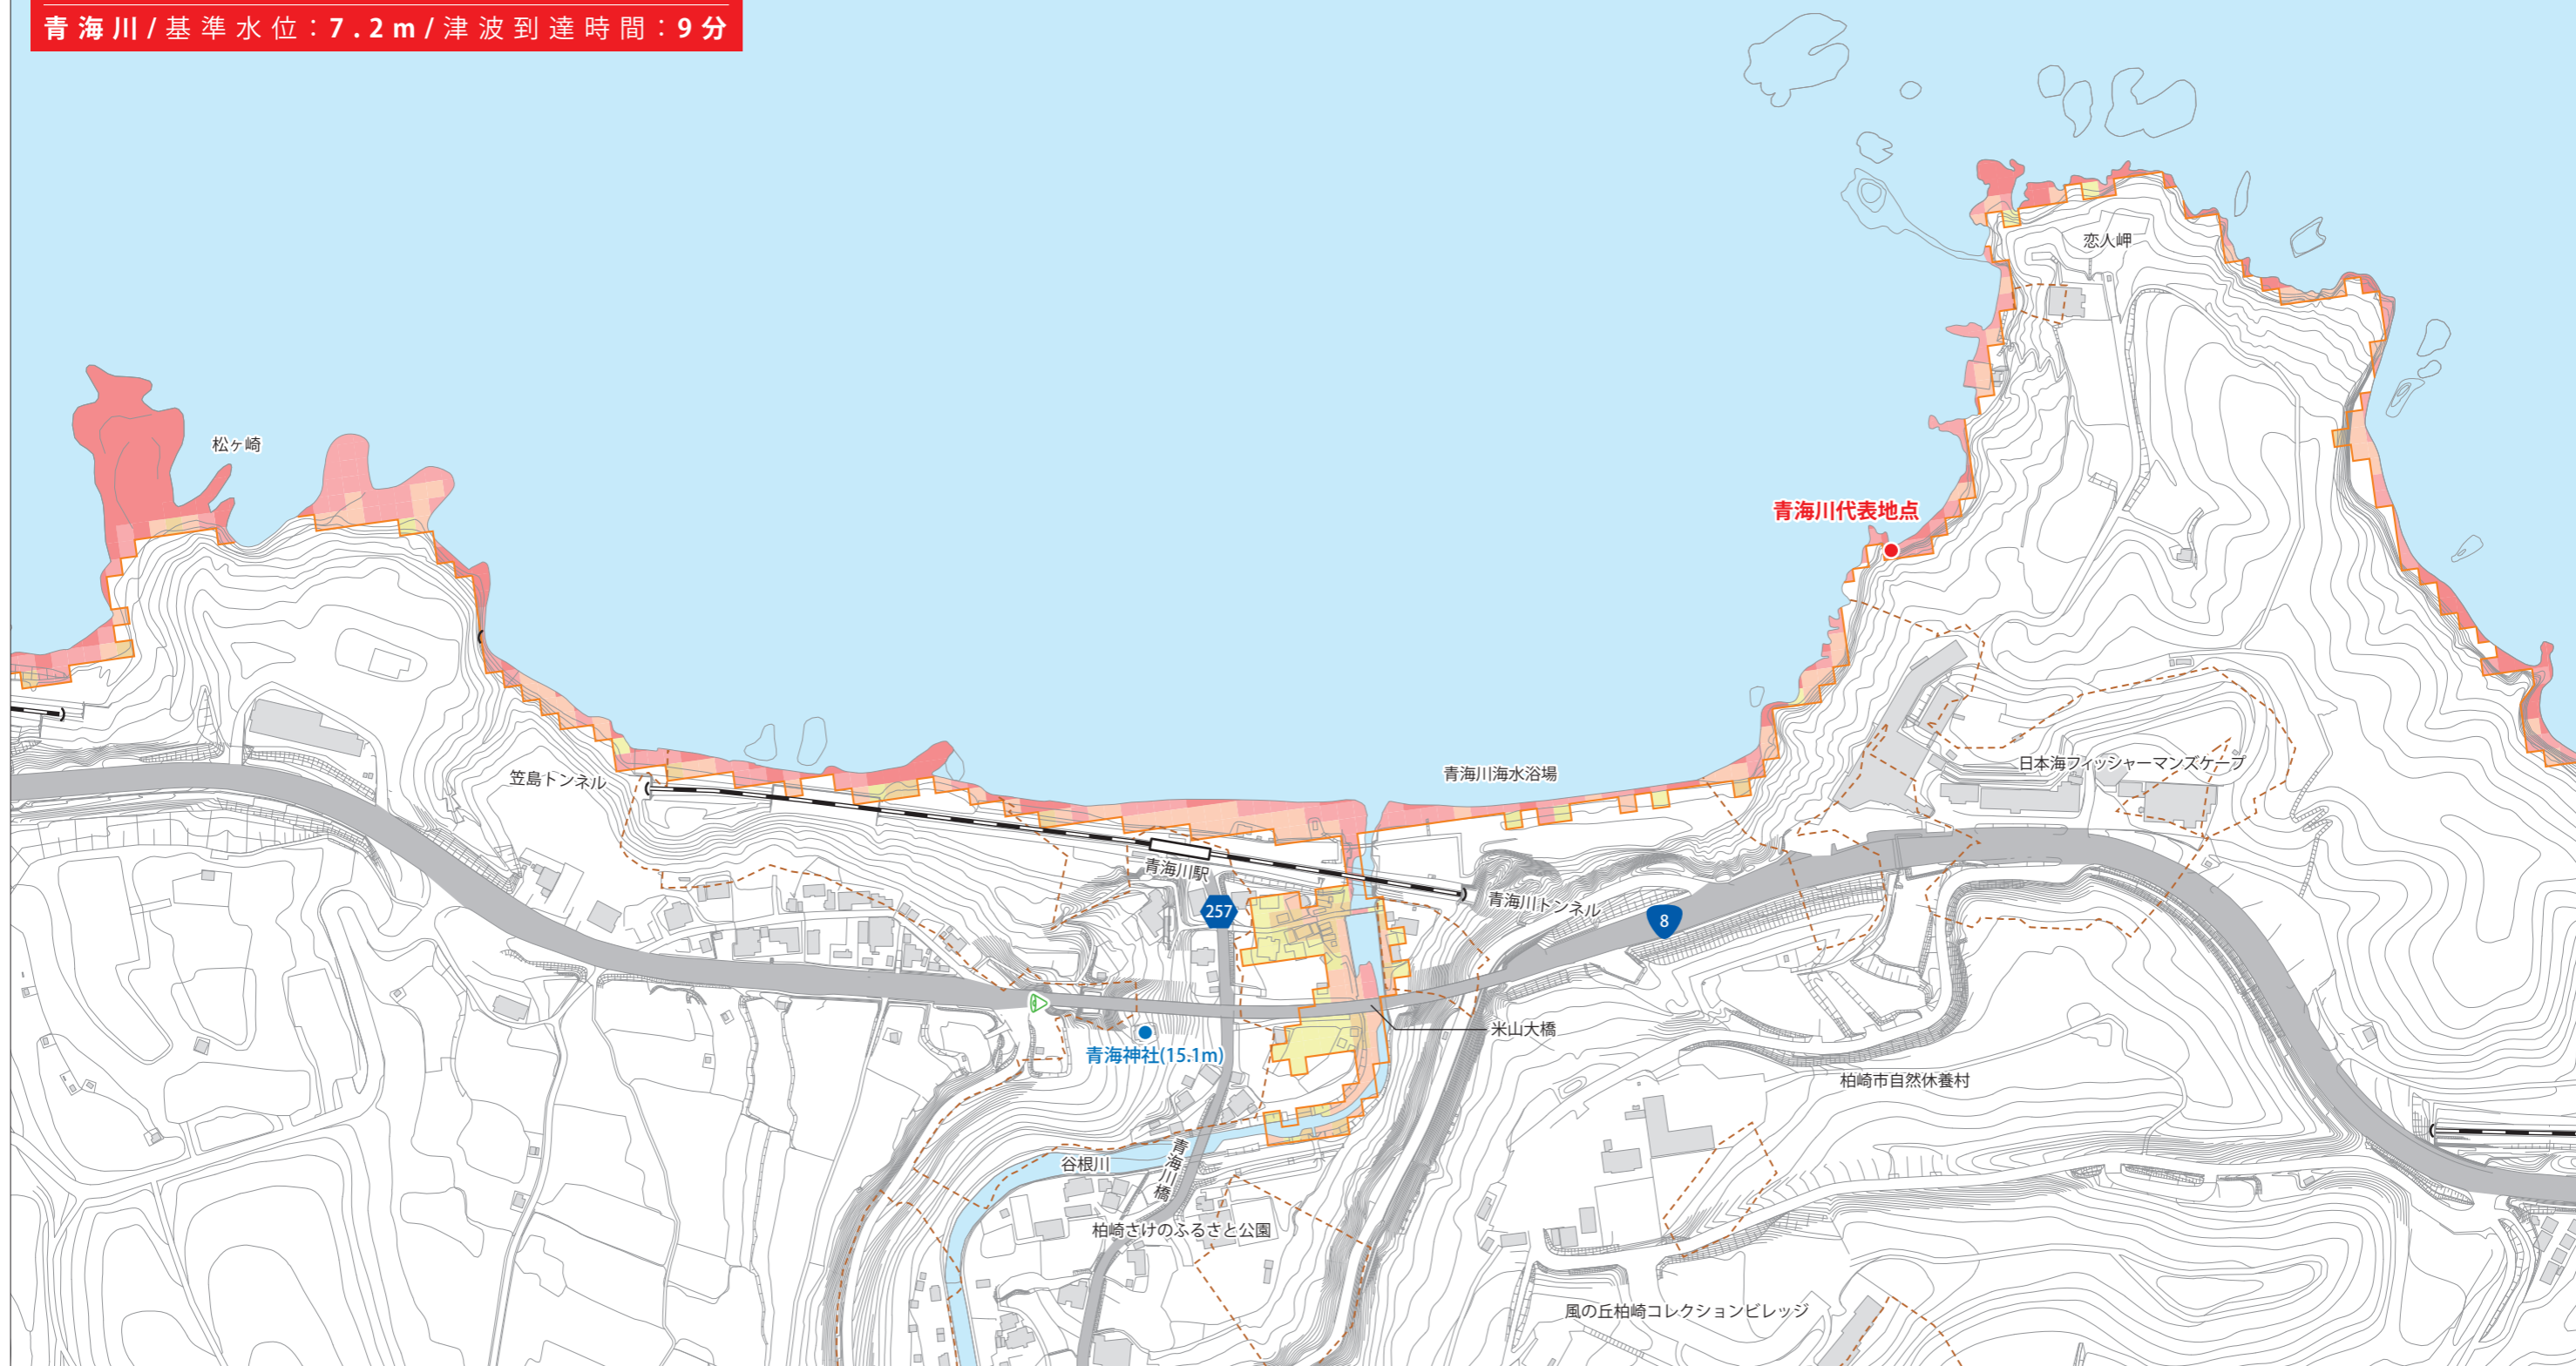 青海川/基準水位：7.2m/津波到達時間：9分
恋人岬
松ヶ崎
青海川代表地点
日本海フィッシャーマンズケープ
青海川海水浴場
笠島トンネル
青海川駅
青海川トンネル
257
8
米山大橋
青海神社(15.1m)
柏崎市自然休養村
谷根川
青海川橋
柏崎さけのふるさと公園
風の丘柏崎コレクションビレッジ